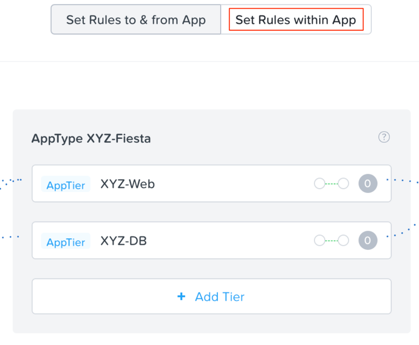 Set Rules to & from App
Set Rules within App
AppType XYZ-Fiesta
?
AppTier XYZ-Web 0
AppTier XYZ-DB 0
+ Add Tier